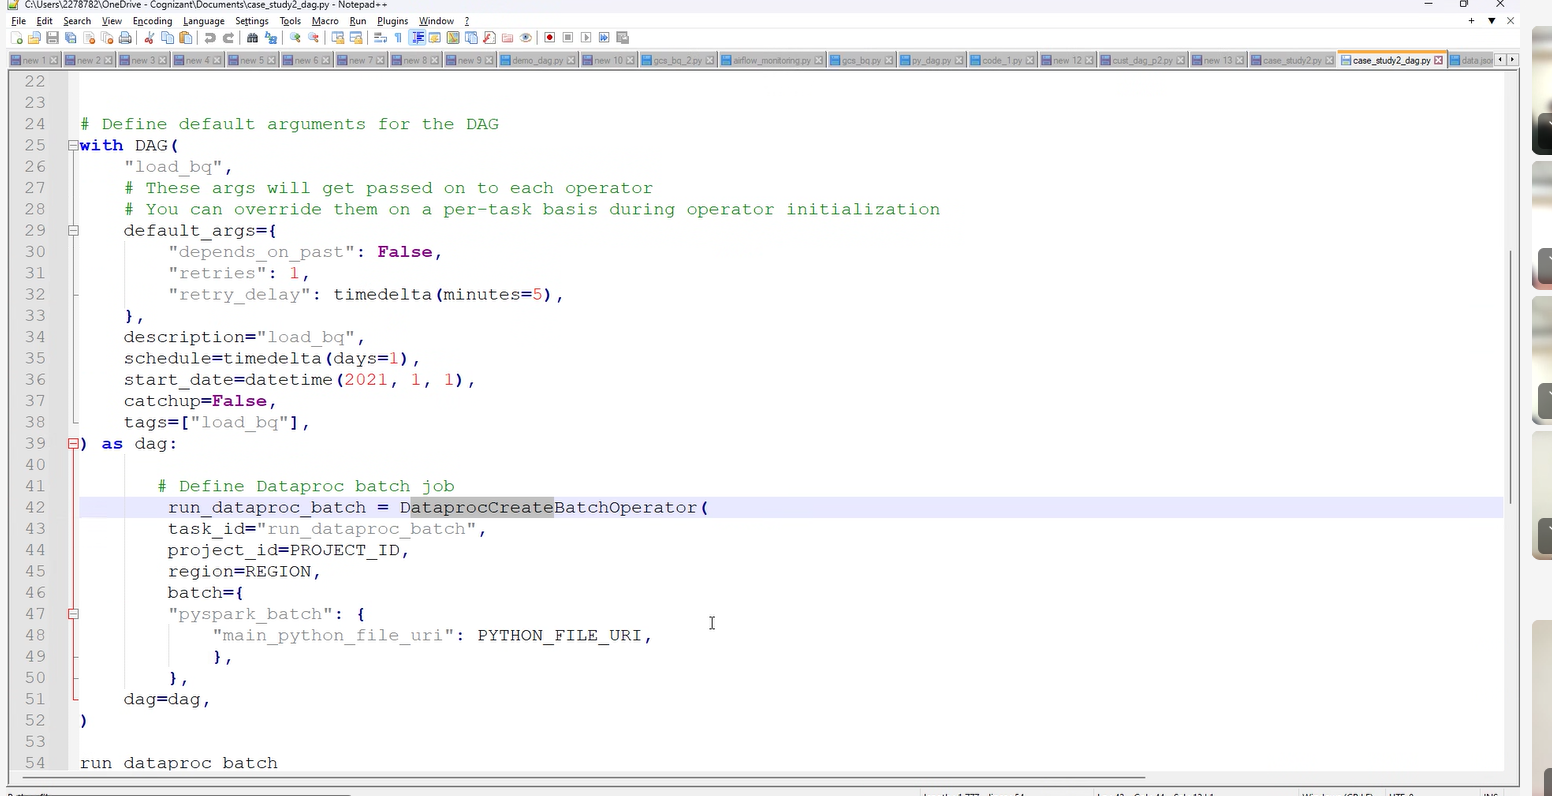 C:\Users\2278782\OneDrive - Cognizant\Documents\case_study2_dag.py - Notepad++
File Edit Search View Encoding Language Settings Tools Macro Run Plugins Window ?
new 1 new 2 new 3 new 4 new 5 new 6 new 7 new 8 new 9 demo_dag.py new 10 gcs_bq_2.py airflow_monitoring.py gcs_bq.py py_dag.py code_1.py new 12 cust_dag_p2.py new 13 case_study2.py case_study2_dag.py data.jso
22
23
24 # Define default arguments for the DAG
25 with DAG(
26 "load_bq",
27 # These args will get passed on to each operator
28 # You can override them on a per-task basis during operator initialization
29 default_args={
30 "depends_on_past": False,
31 "retries": 1,
32 "retry_delay": timedelta(minutes=5),
33 },
34 description="load_bq",
35 schedule=timedelta(days=1),
36 start_date=datetime(2021, 1, 1),
37 catchup=False,
38 tags=["load_bq"],
39 ) as dag:
40
41 # Define Dataproc batch job
42 run_dataproc_batch = DataprocCreateBatchOperator(
43 task_id="run_dataproc_batch",
44 project_id=PROJECT_ID,
45 region=REGION,
46 batch={
47 "pyspark_batch": {
48 "main_python_file_uri": PYTHON_FILE_URI,
49 },
50 },
51 dag=dag,
52 )
53
54 run_dataproc_batch